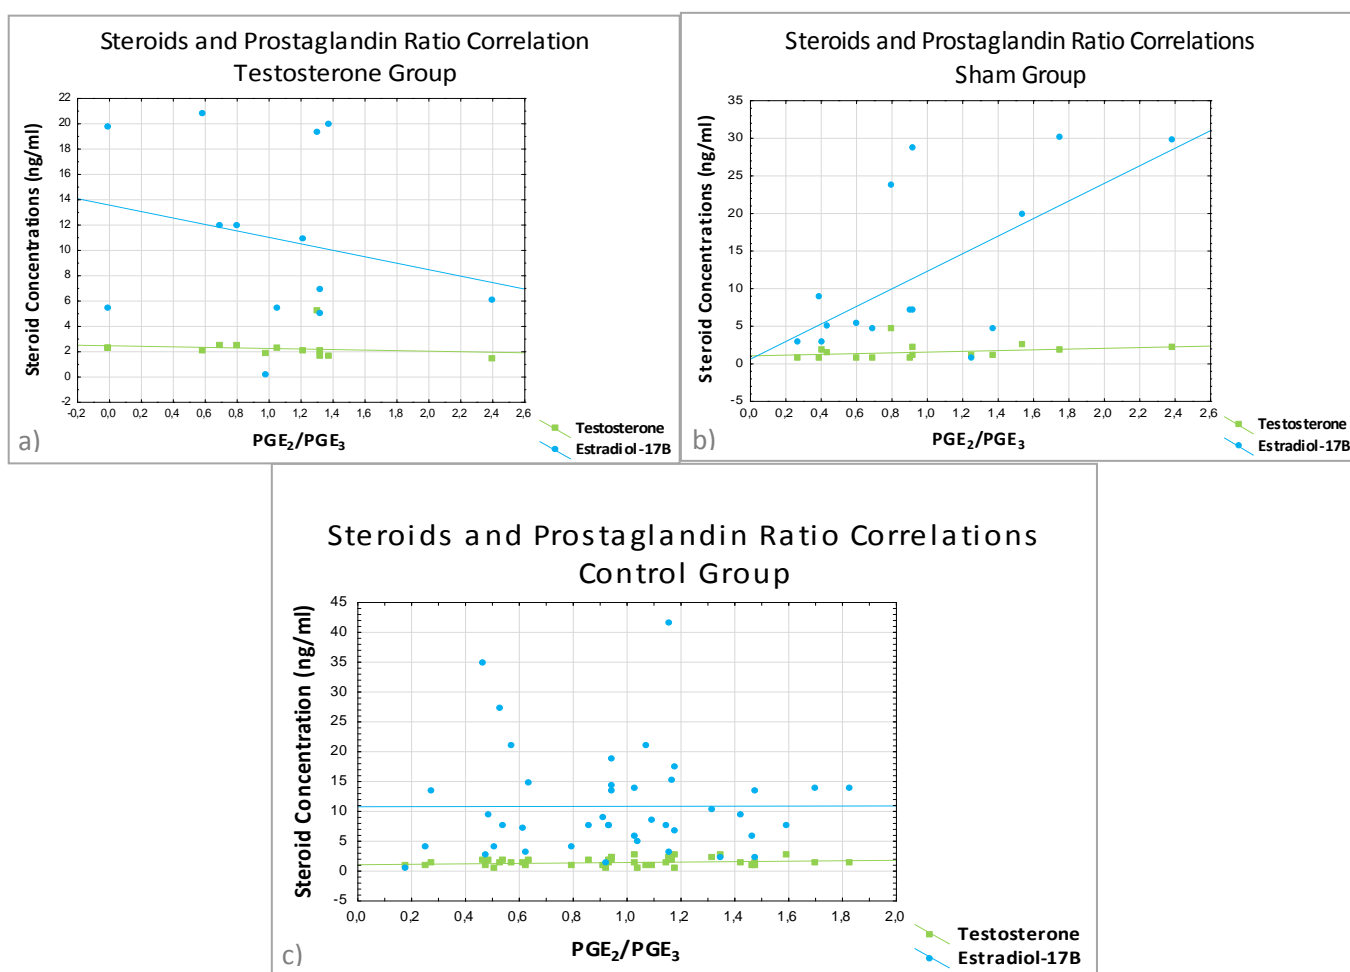 Steroids and Prostaglandin Ratio Correlation
Testosterone Group
Steroid Concentrations (ng/ml)
22
20
18
16
14
12
10
8
6
4
2
0
-2
-0,2 0,0 0,2 0,4 0,6 0,8 1,0 1,2 1,4 1,6 1,8 2,0 2,2 2,4 2,6
PGE2/PGE3
Testosterone
Estradiol-17B
a)
Steroids and Prostaglandin Ratio Correlations
Sham Group
Steroid Concentrations (ng/ml)
35
30
25
20
15
10
5
0
-5
0,0 0,2 0,4 0,6 0,8 1,0 1,2 1,4 1,6 1,8 2,0 2,2 2,4 2,6
PGE2/PGE3
Testosterone
Estradiol-17B
b)
Steroids and Prostaglandin Ratio Correlations
Control Group
Steroid Concentration (ng/ml)
45
40
35
30
25
20
15
10
5
0
-5
0,0 0,2 0,4 0,6 0,8 1,0 1,2 1,4 1,6 1,8 2,0
PGE2/PGE3
Testosterone
Estradiol-17B
c)